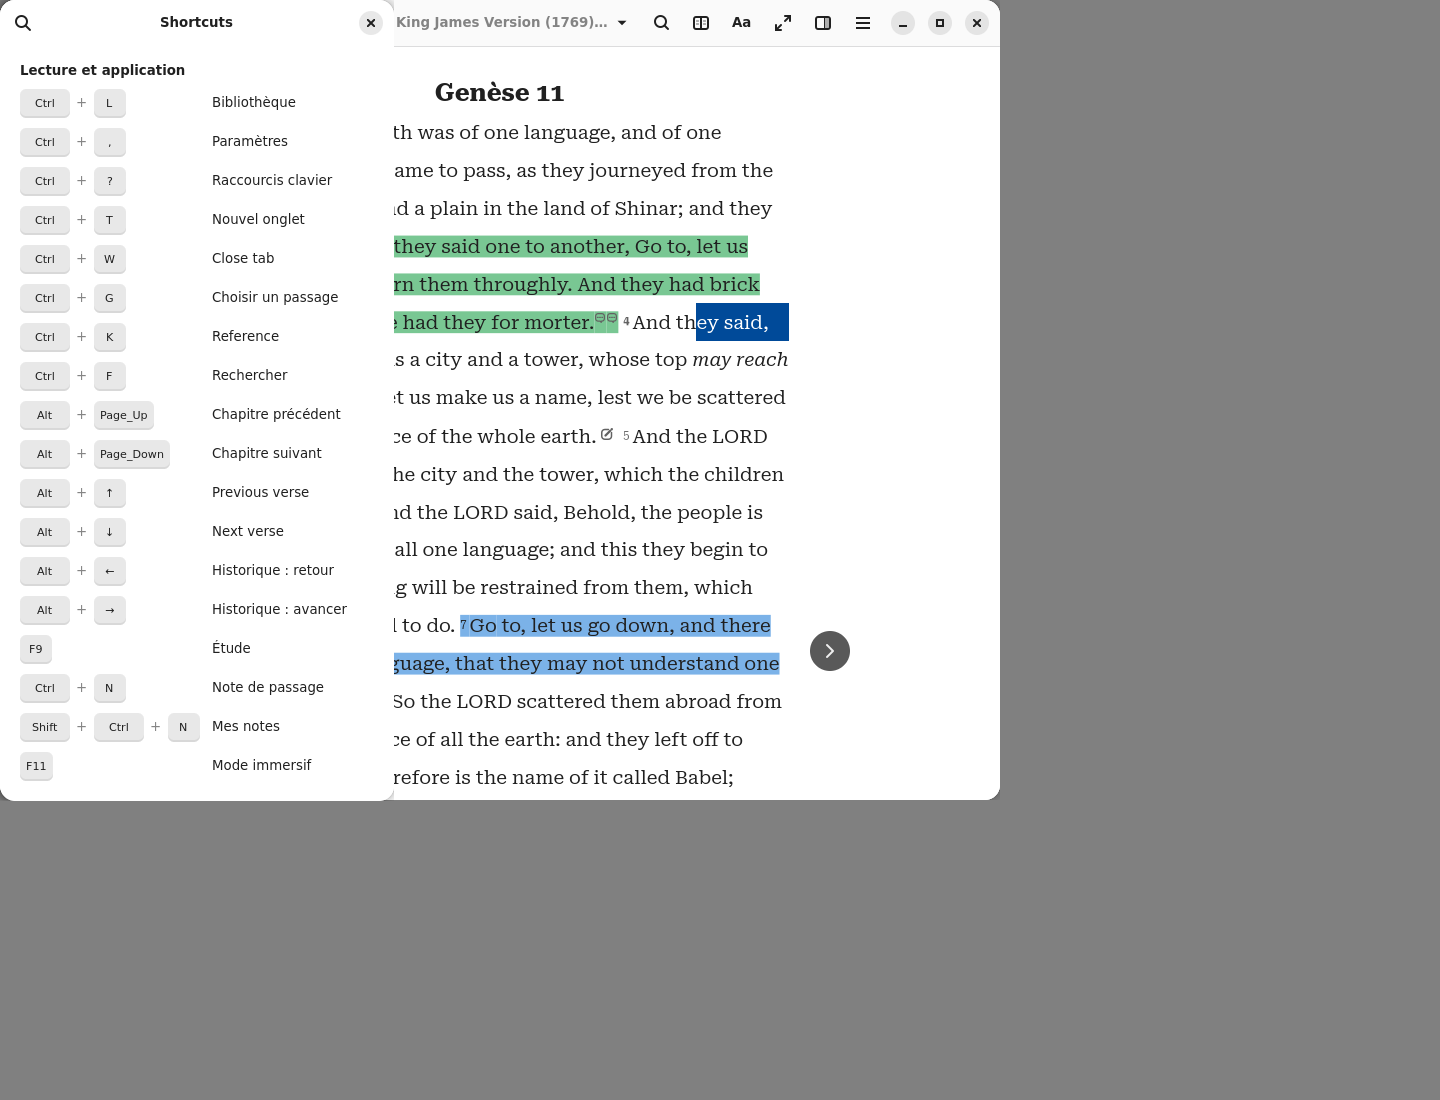 Shortcuts
Lecture et application
Ctrl + L Bibliothèque
Ctrl + , Paramètres
Ctrl + ? Raccourcis clavier
Ctrl + T Nouvel onglet
Ctrl + W Close tab
Ctrl + G Choisir un passage
Ctrl + K Reference
Ctrl + F Rechercher
Alt + Page_Up Chapitre précédent
Alt + Page_Down Chapitre suivant
Alt + ↑ Previous verse
Alt + ↓ Next verse
Alt + ← Historique : retour
Alt + → Historique : avancer
F9 Étude
Ctrl + N Note de passage
Shift + Ctrl + N Mes notes
F11 Mode immersif
King James Version (1769)… Aa
Genèse 11
th was of one language, and of one
ame to pass, as they journeyed from the
d a plain in the land of Shinar; and they
they said one to another, Go to, let us
rn them throughly. And they had brick
e had they for morter. 4 And they said,
s a city and a tower, whose top may reach
et us make us a name, lest we be scattered
ce of the whole earth. 5 And the LORD
he city and the tower, which the children
nd the LORD said, Behold, the people is
all one language; and this they begin to
g will be restrained from them, which
l to do. 7 Go to, let us go down, and there
guage, that they may not understand one
So the LORD scattered them abroad from
ce of all the earth: and they left off to
refore is the name of it called Babel;